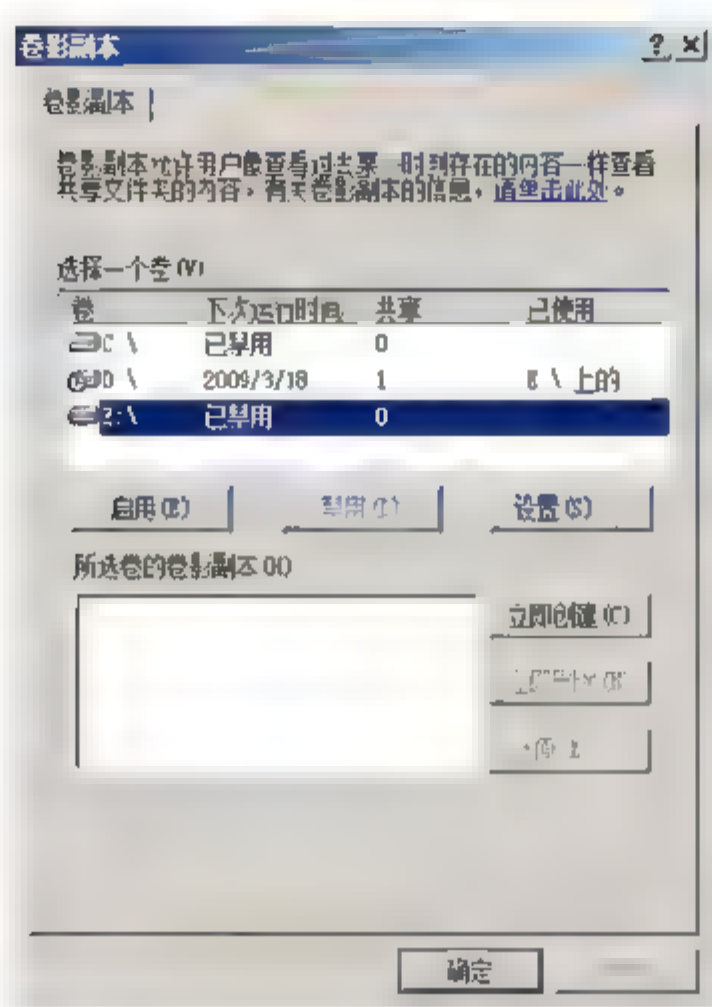 卷影副本
卷影副本
卷影副本允许用户像查看过去某一时刻存在的内容一样查看
共享文件夹的内容。有关卷影副本的信息，请单击此处。
选择一个卷(V)
卷 下次运行时间 共享 已使用
C:\ 已禁用 0
D:\ 2009/3/18 1 E:\ 上的
E:\ 已禁用 0
启用(E) 禁用(I) 设置(S)
所选卷的卷影副本(H)
立即创建(C)
确定